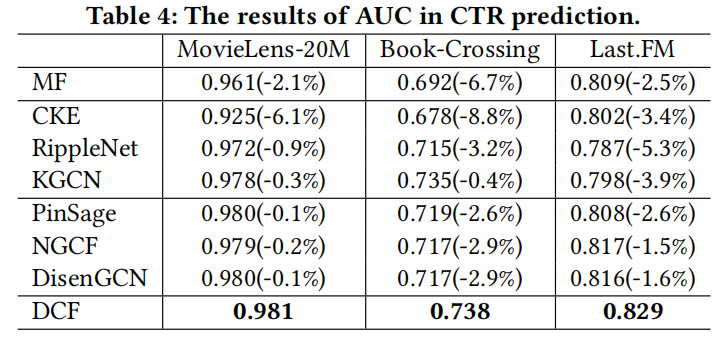 Table 4: The results of AUC in CTR prediction.
MovieLens-20M Book-Crossing Last.FM
MF 0.961(-2.1%) 0.692(-6.7%) 0.809(-2.5%)
CKE 0.925(-6.1%) 0.678(-8.8%) 0.802(-3.4%)
RippleNet 0.972(-0.9%) 0.715(-3.2%) 0.787(-5.3%)
KGCN 0.978(-0.3%) 0.735(-0.4%) 0.798(-3.9%)
PinSage 0.980(-0.1%) 0.719(-2.6%) 0.808(-2.6%)
NGCF 0.979(-0.2%) 0.717(-2.9%) 0.817(-1.5%)
DisenGCN 0.980(-0.1%) 0.717(-2.9%) 0.816(-1.6%)
DCF 0.981 0.738 0.829